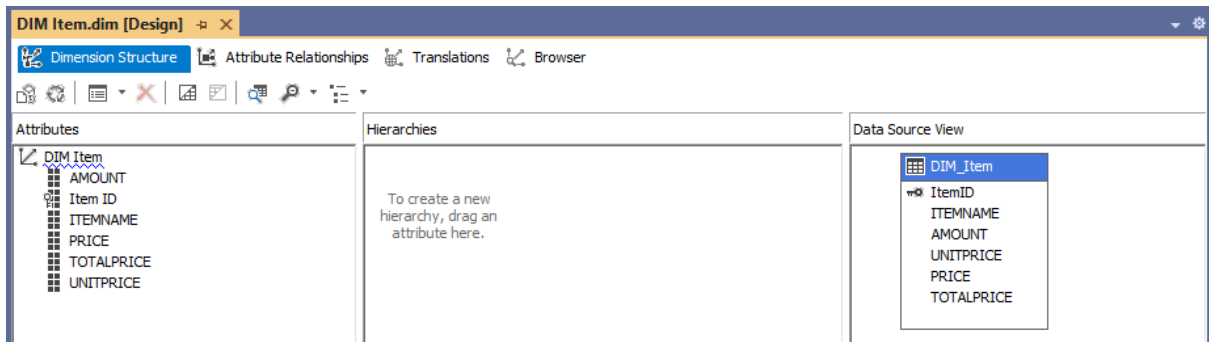 DIM Item.dim [Design]
Dimension Structure Attribute Relationships Translations Browser
Attributes
DIM Item
AMOUNT
Item ID
ITEMNAME
PRICE
TOTALPRICE
UNITPRICE
Hierarchies
To create a new
hierarchy, drag an
attribute here.
Data Source View
DIM_Item
ItemID
ITEMNAME
AMOUNT
UNITPRICE
PRICE
TOTALPRICE